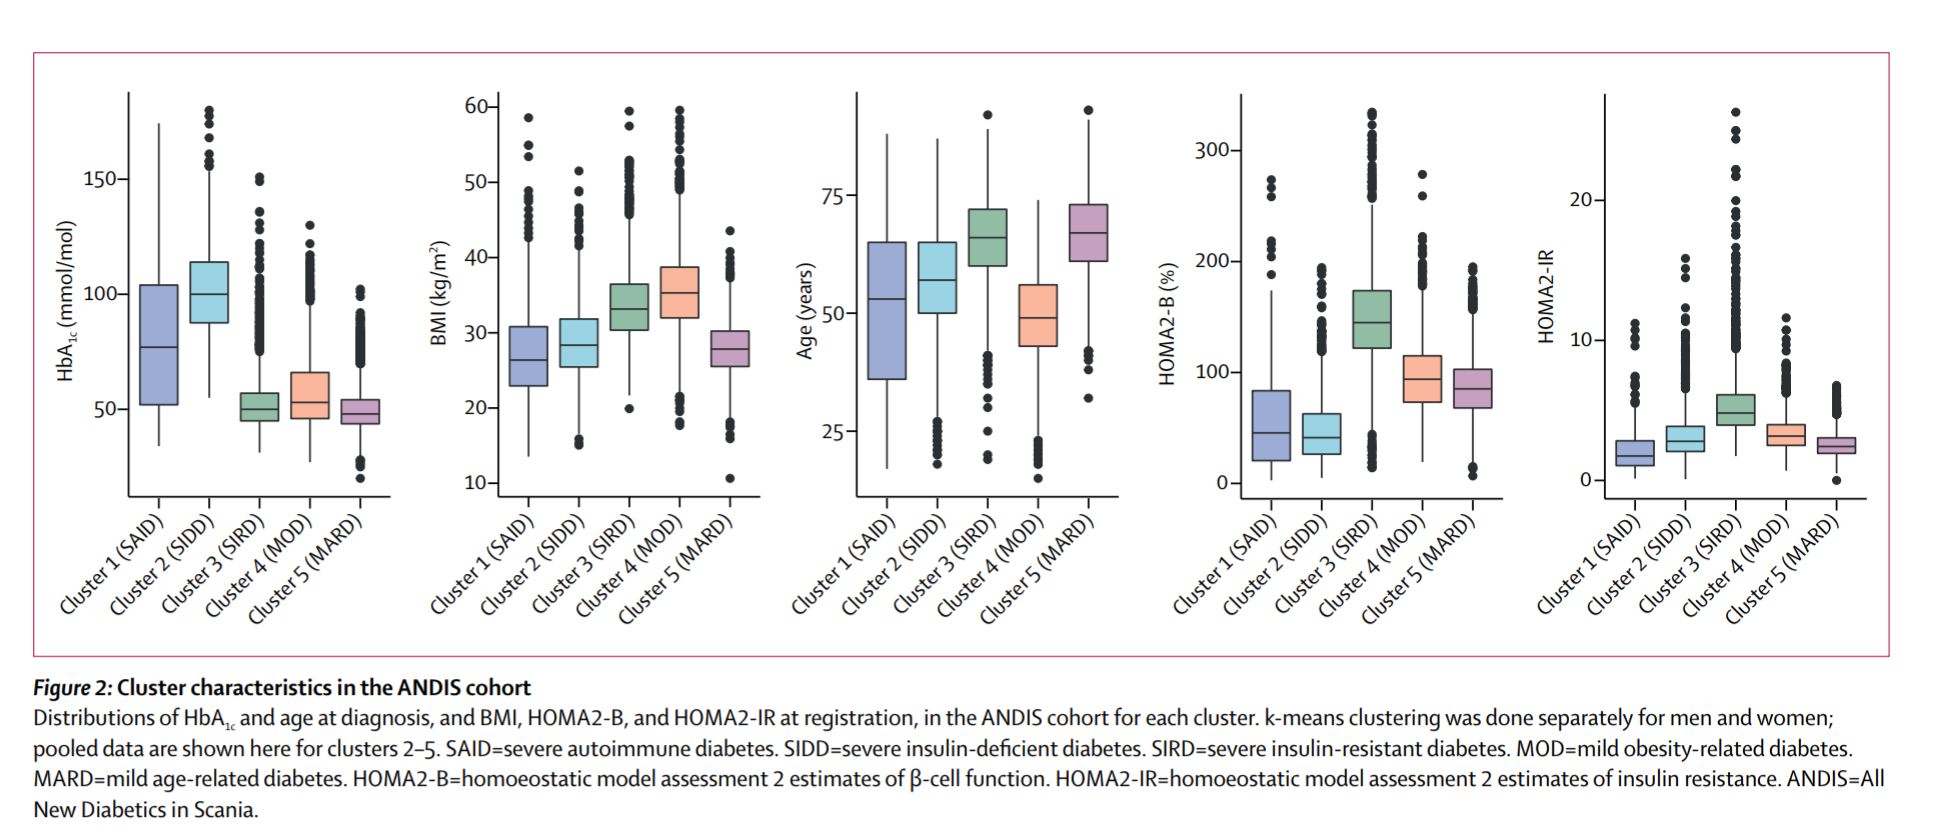 150
100
50
HbA1c (mmol/mol)
Cluster 1 (SAID)
Cluster 2 (SIDD)
Cluster 3 (SIRD)
Cluster 4 (MOD)
Cluster 5 (MARD)
60
50
40
30
20
10
BMI (kg/m²)
Cluster 1 (SAID)
Cluster 2 (SIDD)
Cluster 3 (SIRD)
Cluster 4 (MOD)
Cluster 5 (MARD)
75
50
25
Age (years)
Cluster 1 (SAID)
Cluster 2 (SIDD)
Cluster 3 (SIRD)
Cluster 4 (MOD)
Cluster 5 (MARD)
300
200
100
0
HOMA2-B (%)
Cluster 1 (SAID)
Cluster 2 (SIDD)
Cluster 3 (SIRD)
Cluster 4 (MOD)
Cluster 5 (MARD)
20
10
0
HOMA2-IR
Cluster 1 (SAID)
Cluster 2 (SIDD)
Cluster 3 (SIRD)
Cluster 4 (MOD)
Cluster 5 (MARD)
Figure 2: Cluster characteristics in the ANDIS cohort
Distributions of HbA1c and age at diagnosis, and BMI, HOMA2-B, and HOMA2-IR at registration, in the ANDIS cohort for each cluster. k-means clustering was done separately for men and women;
pooled data are shown here for clusters 2–5. SAID=severe autoimmune diabetes. SIDD=severe insulin-deficient diabetes. SIRD=severe insulin-resistant diabetes. MOD=mild obesity-related diabetes.
MARD=mild age-related diabetes. HOMA2-B=homoeostatic model assessment 2 estimates of β-cell function. HOMA2-IR=homoeostatic model assessment 2 estimates of insulin resistance. ANDIS=All
New Diabetics in Scania.